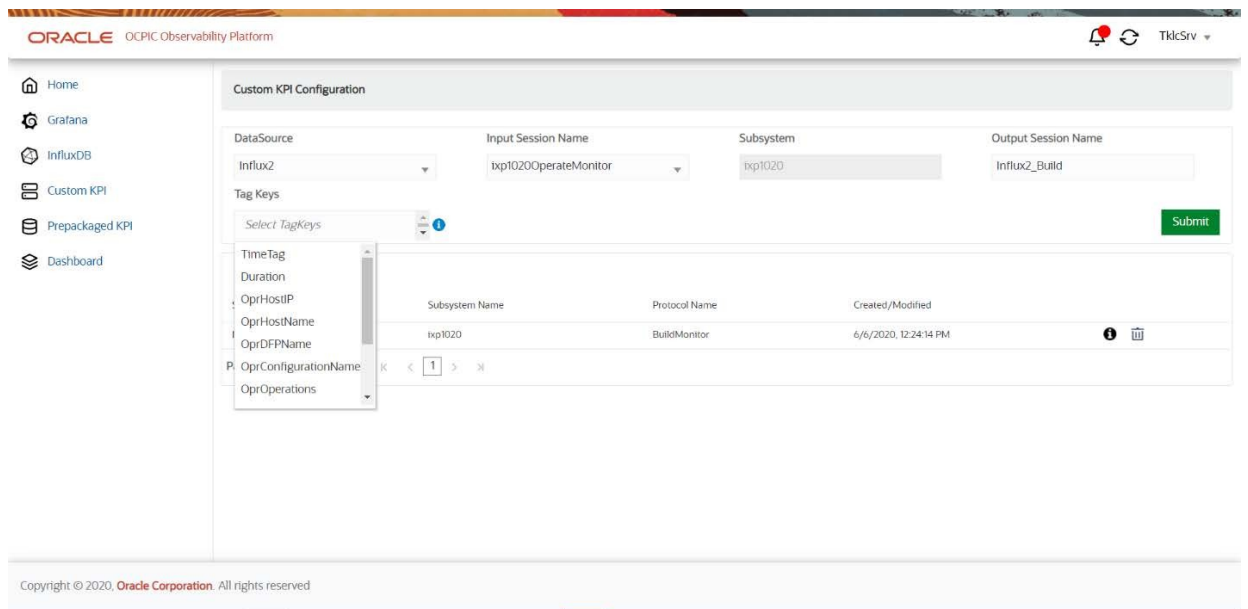 ORACLE OCPIC Observability Platform
TklcSrv
Home
Grafana
InfluxDB
Custom KPI
Prepackaged KPI
Dashboard
Custom KPI Configuration
DataSource Input Session Name Subsystem Output Session Name
Influx2 ixp1020OperateMonitor ixp1020 Influx2_Build
Tag Keys
Select TagKeys
Submit
TimeTag
Duration
OprHostIP
OprHostName
OprDFPName
OprConfigurationName
OprOperations
Subsystem Name Protocol Name Created/Modified
ixp1020 BuildMonitor 6/6/2020, 12:24:14 PM
1
Copyright © 2020, Oracle Corporation. All rights reserved